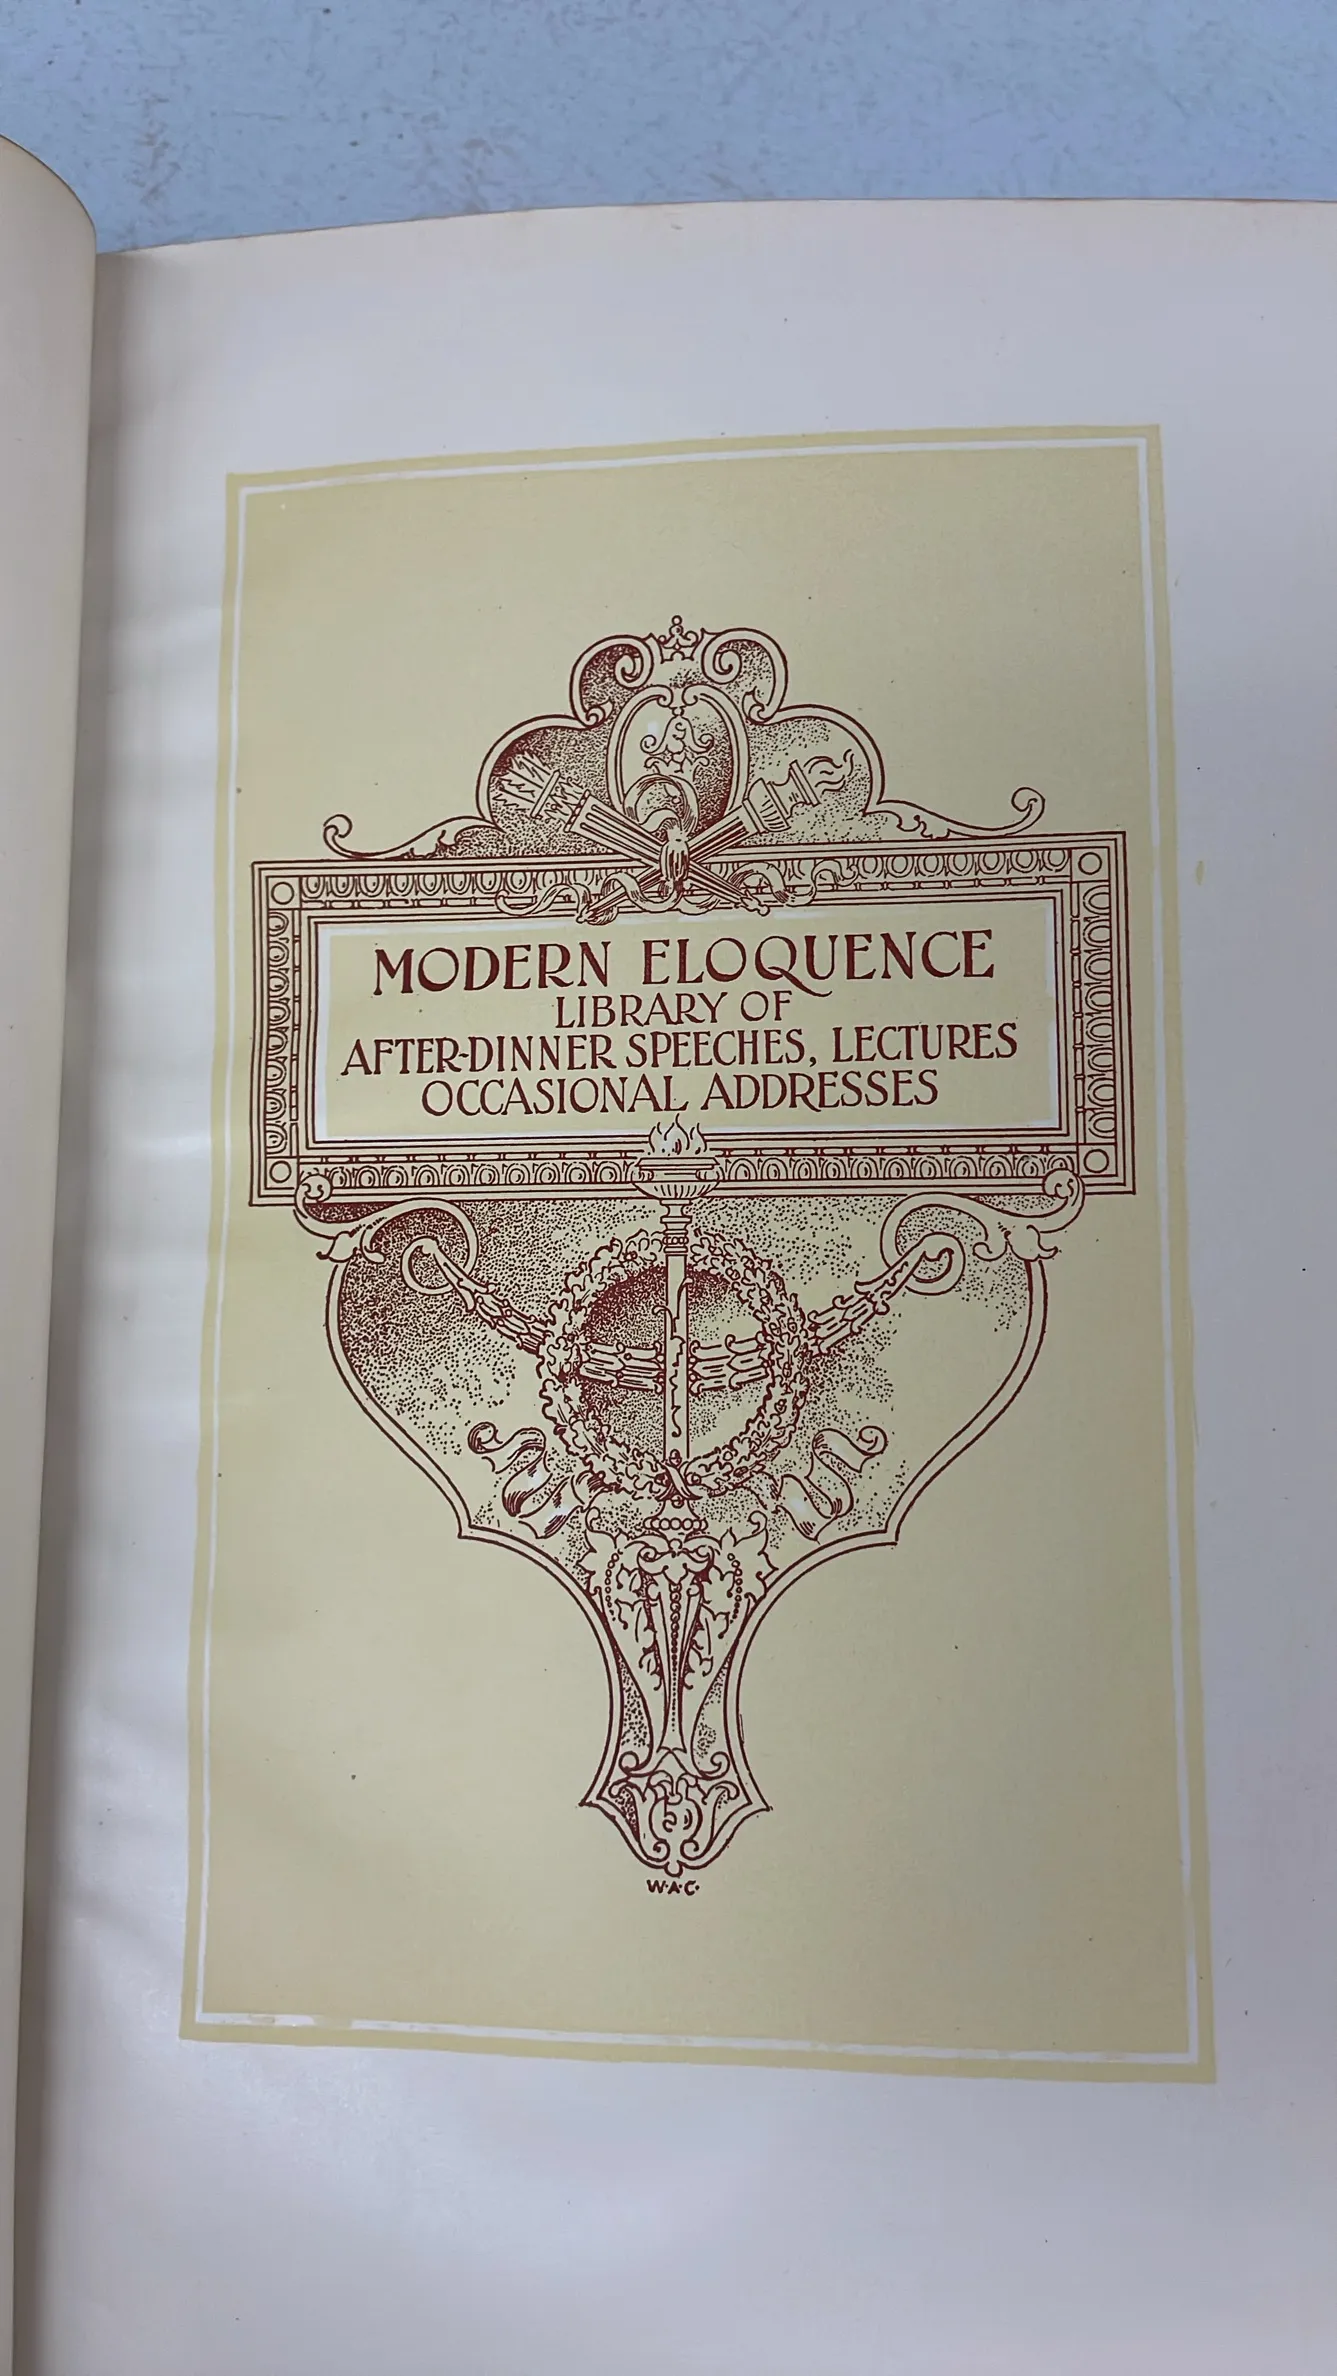 MODERN ELOQUENCE
LIBRARY OF
AFTER-DINNER SPEECHES, LECTURES
OCCASIONAL ADDRESSES
W·A·C·